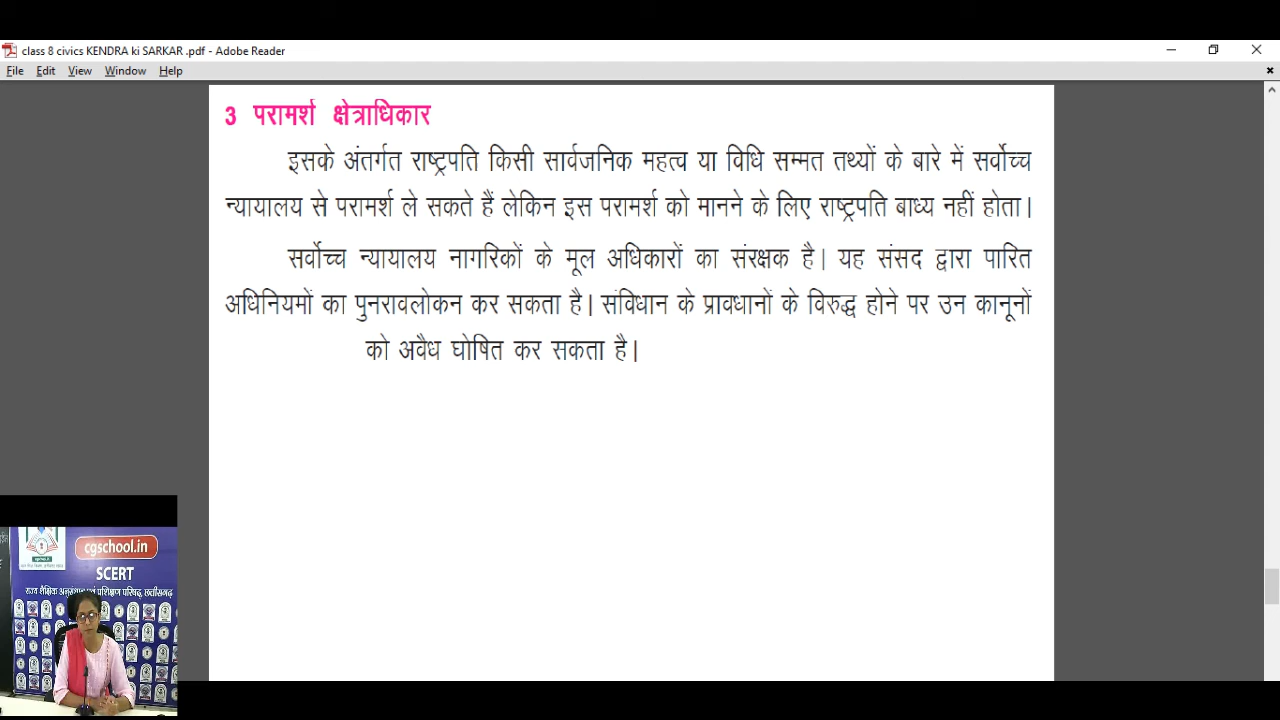 class 8 civics KENDRA ki SARKAR .pdf - Adobe Reader
File Edit View Window Help
3 परामर्श क्षेत्राधिकार
इसके अंतर्गत राष्ट्रपति किसी सार्वजनिक महत्व या विधि सम्मत तथ्यों के बारे में सर्वोच्च
न्यायालय से परामर्श ले सकते हैं लेकिन इस परामर्श को मानने के लिए राष्ट्रपति बाध्य नहीं होता।
सर्वोच्च न्यायालय नागरिकों के मूल अधिकारों का संरक्षक है। यह संसद द्वारा पारित
अधिनियमों का पुनरावलोकन कर सकता है। संविधान के प्रावधानों के विरुद्ध होने पर उन कानूनों
को अवैध घोषित कर सकता है।
cgschool.in
SCERT
राज्य शैक्षिक अनुसंधान एवं प्रशिक्षण परिषद्, छत्तीसगढ़